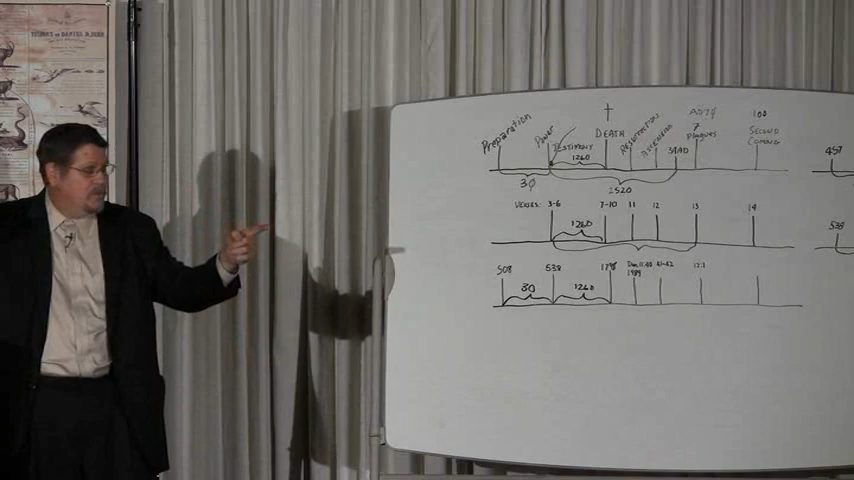 AD70
100
Preparation
Power
DEATH
RESURRECTION
ASCENSION
7
Plagues
SECOND
COMING
TESTIMONY
1260
457
30
2520
VERSES: 3-6
7-10
11
12
13
14
1260
538
508
538
1798
Dan. 11:40
1989
41-42
12:1
30
1260